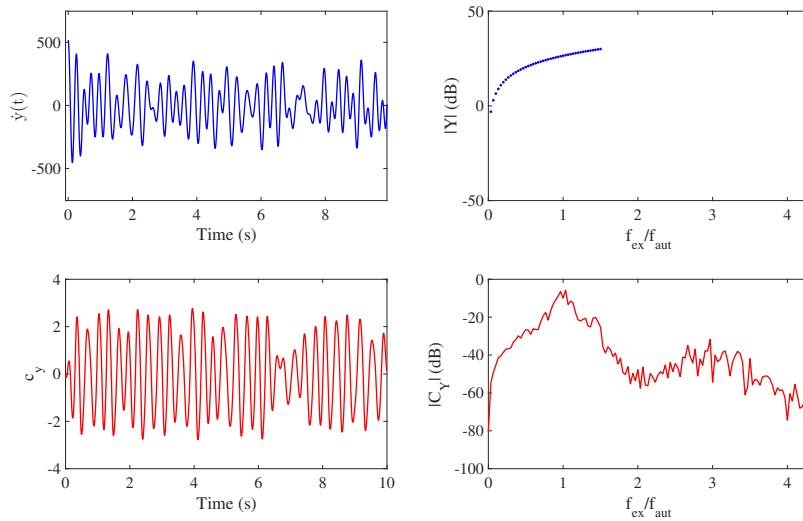 500
0
-500
ẏ(t)
0 2 4 6 8
Time (s)
50
0
-50
|Y| (dB)
0 1 2 3 4
f_ex/f_aut
4
2
0
-2
-4
c_y
0 2 4 6 8 10
Time (s)
0
-20
-40
-60
-80
-100
|C_Y| (dB)
0 1 2 3 4
f_ex/f_aut